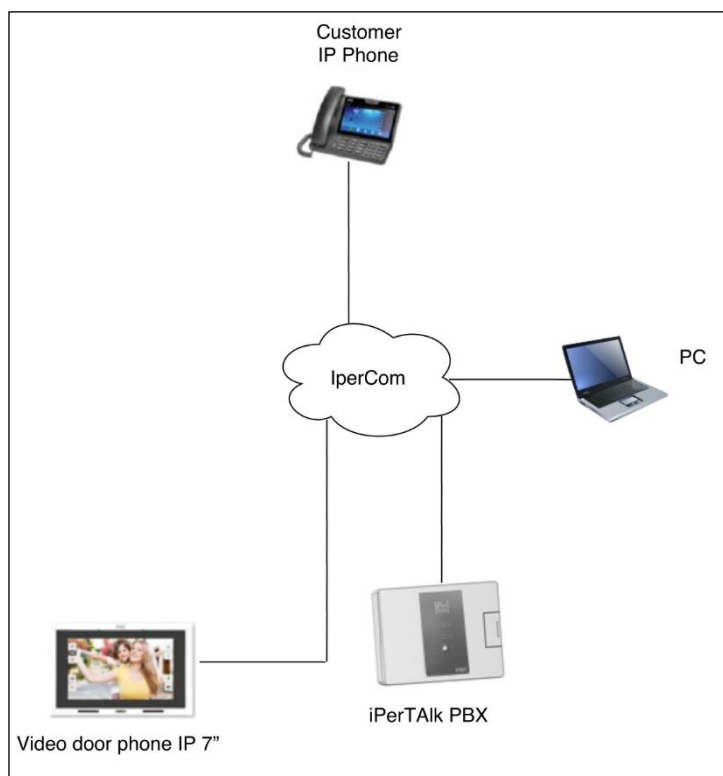 Customer
IP Phone
IperCom
PC
iPerTAlk PBX
Video door phone IP 7”